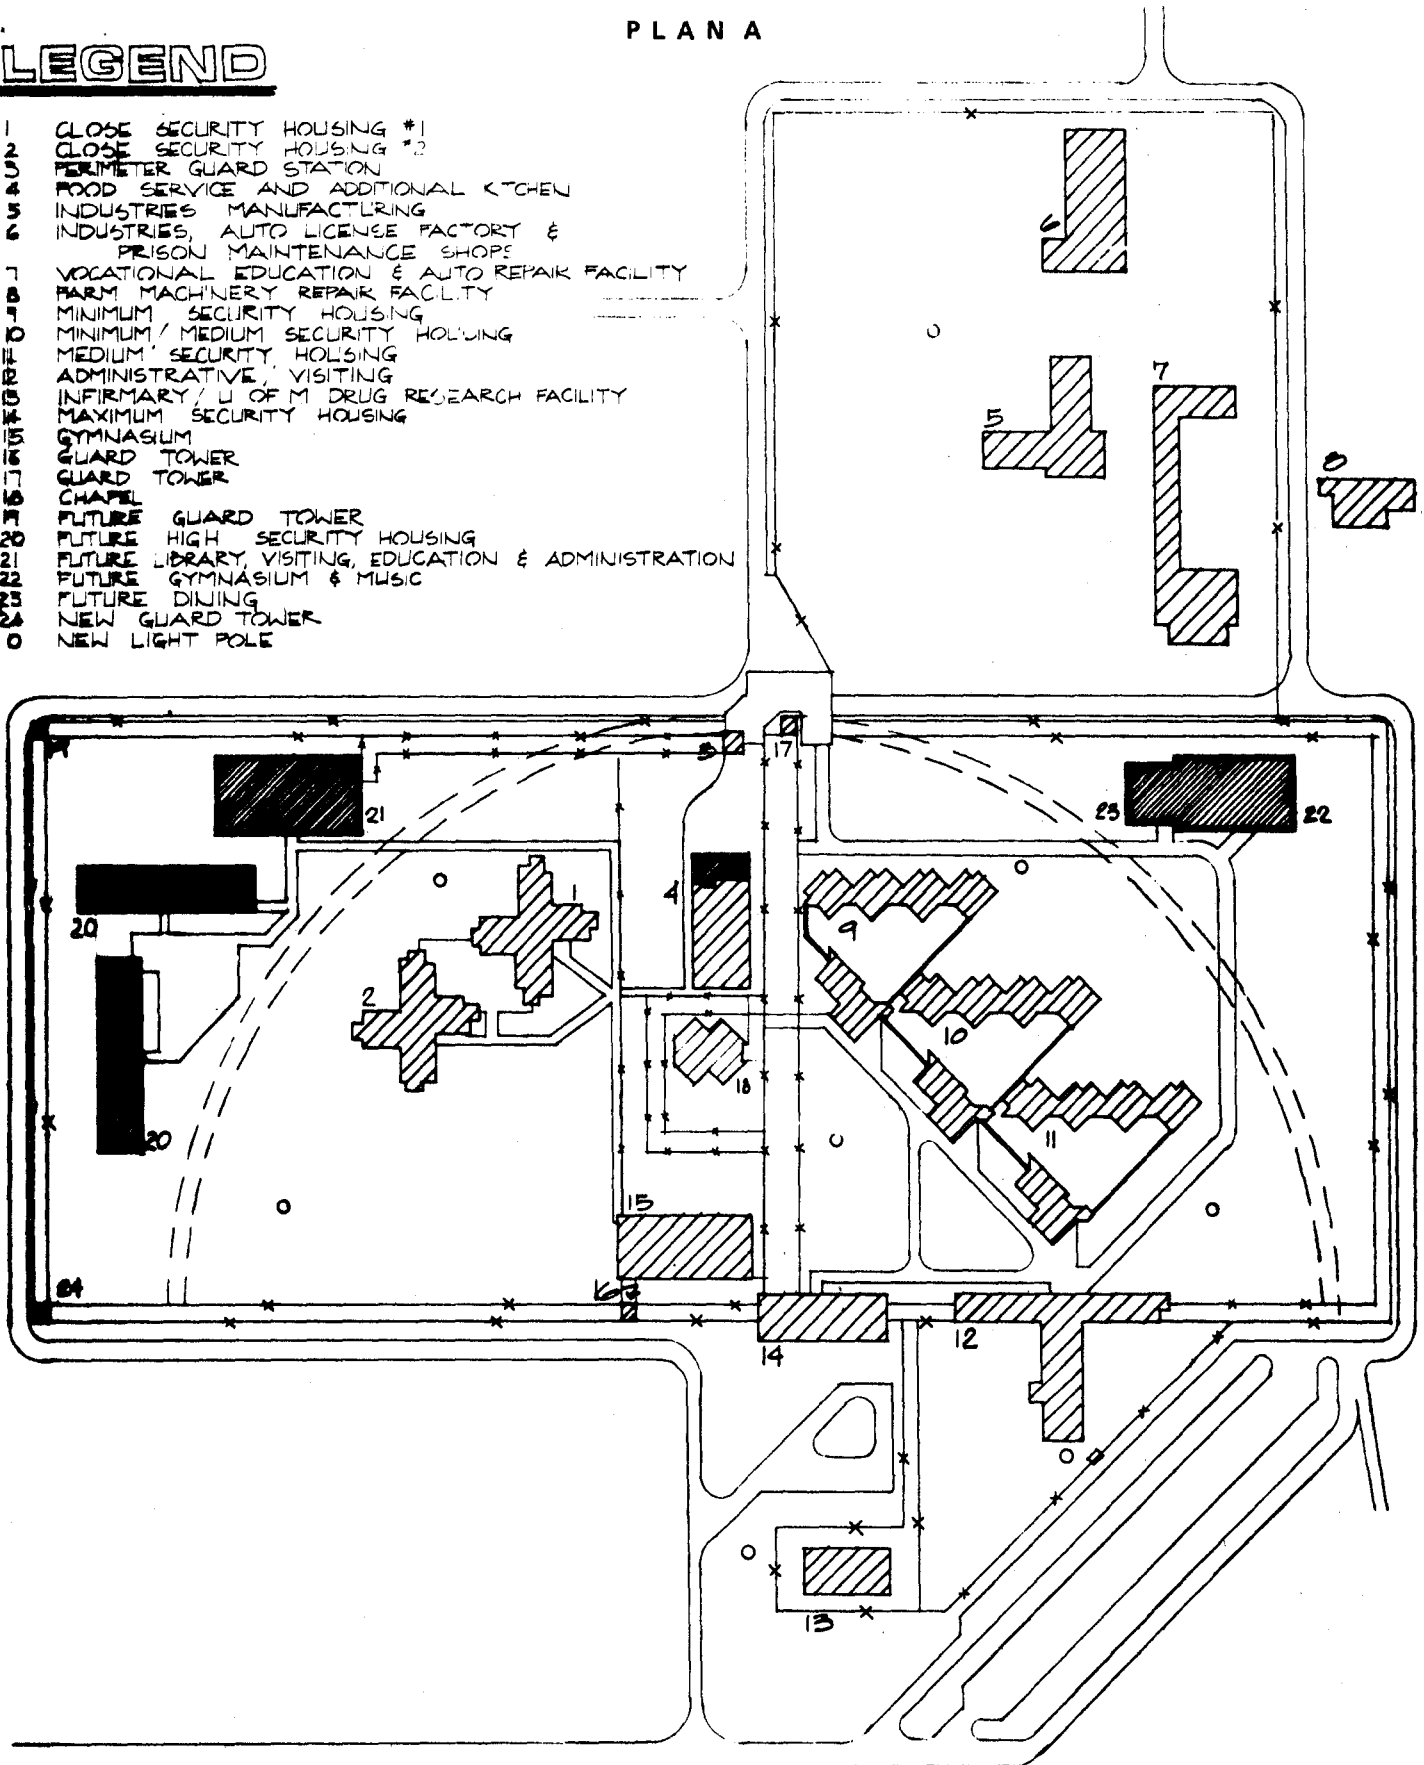 PLAN A
LEGEND
1 CLOSE SECURITY HOUSING #1
2 CLOSE SECURITY HOUSING #2
3 PERIMETER GUARD STATION
4 FOOD SERVICE AND ADDITIONAL KITCHEN
5 INDUSTRIES MANUFACTURING
6 INDUSTRIES, AUTO LICENSE FACTORY &
PRISON MAINTENANCE SHOPS
7 VOCATIONAL EDUCATION & AUTO REPAIR FACILITY
8 FARM MACHINERY REPAIR FACILITY
9 MINIMUM SECURITY HOUSING
10 MINIMUM/MEDIUM SECURITY HOUSING
11 MEDIUM SECURITY HOUSING
12 ADMINISTRATIVE, VISITING
13 INFIRMARY/ U OF M DRUG RESEARCH FACILITY
14 MAXIMUM SECURITY HOUSING
15 GYMNASIUM
16 GUARD TOWER
17 GUARD TOWER
18 CHAPEL
19 FUTURE GUARD TOWER
20 FUTURE HIGH SECURITY HOUSING
21 FUTURE LIBRARY, VISITING, EDUCATION & ADMINISTRATION
22 FUTURE GYMNASIUM & MUSIC
23 FUTURE DINING
24 NEW GUARD TOWER
O NEW LIGHT POLE
6
7
5
8
19
3
17
21
23
22
20
4
1
9
2
10
18
20
11
15
24
16
14
12
13